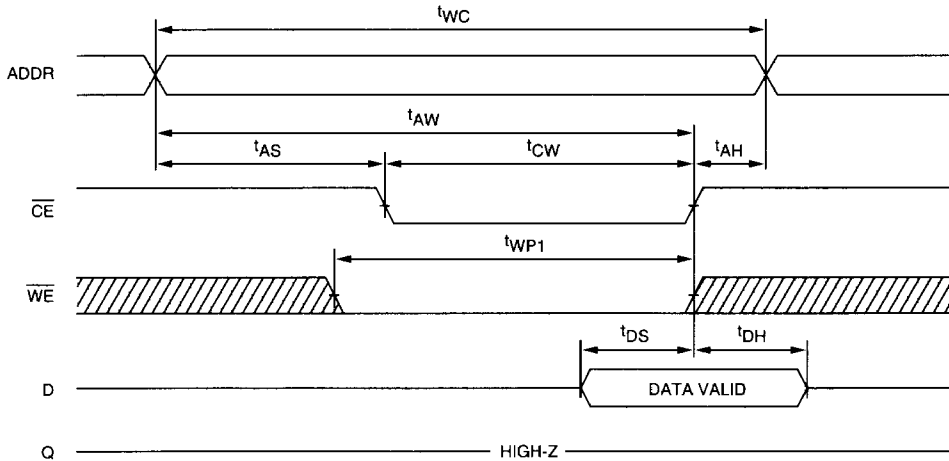 tWC
ADDR
tAW
tAS
tCW
tAH
CE
tWP1
WE
tDS
tDH
D
DATA VALID
Q
HIGH-Z